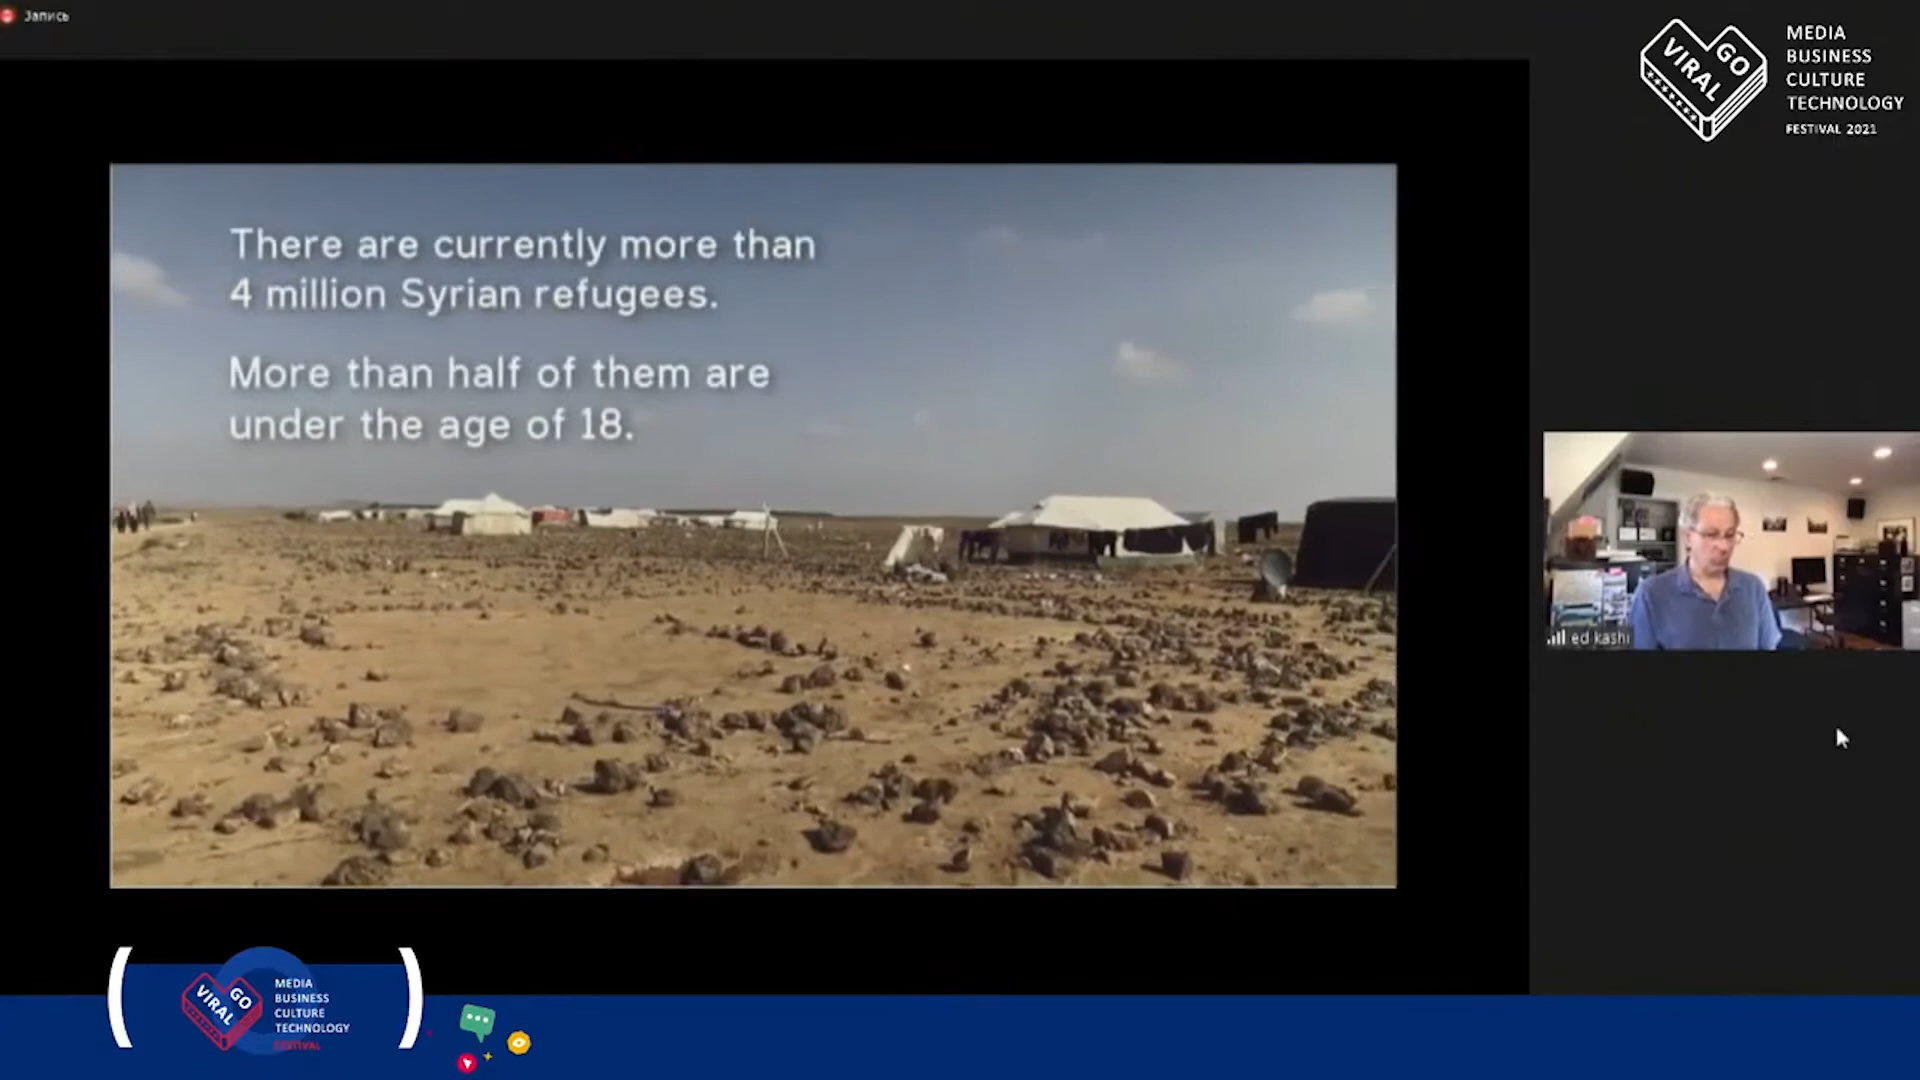 Запись
VIRAL
GO
MEDIA
BUSINESS
CULTURE
TECHNOLOGY
FESTIVAL 2021
There are currently more than
4 million Syrian refugees.
More than half of them are
under the age of 18.
ed kashi
VIRAL
GO
MEDIA
BUSINESS
CULTURE
TECHNOLOGY
FESTIVAL